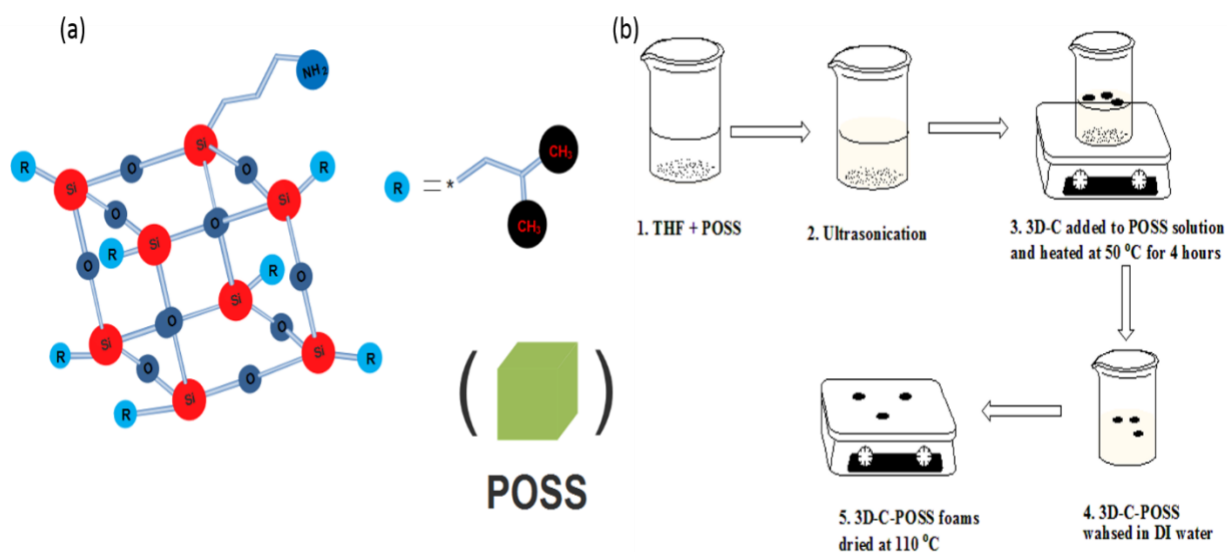 (a)
NH₂
Si
R
O
O
R
Si
Si
O
O
Si
R
O
R
O
Si
O
O
Si
Si
R
R
O
O
Si
R
R = *
CH₃
CH₃
( )
POSS
(b)
1. THF + POSS
2. Ultrasonication
3. 3D-C added to POSS solution
and heated at 50 ⁰C for 4 hours
4. 3D-C-POSS
wahsed in DI water
5. 3D-C-POSS foams
dried at 110 ⁰C